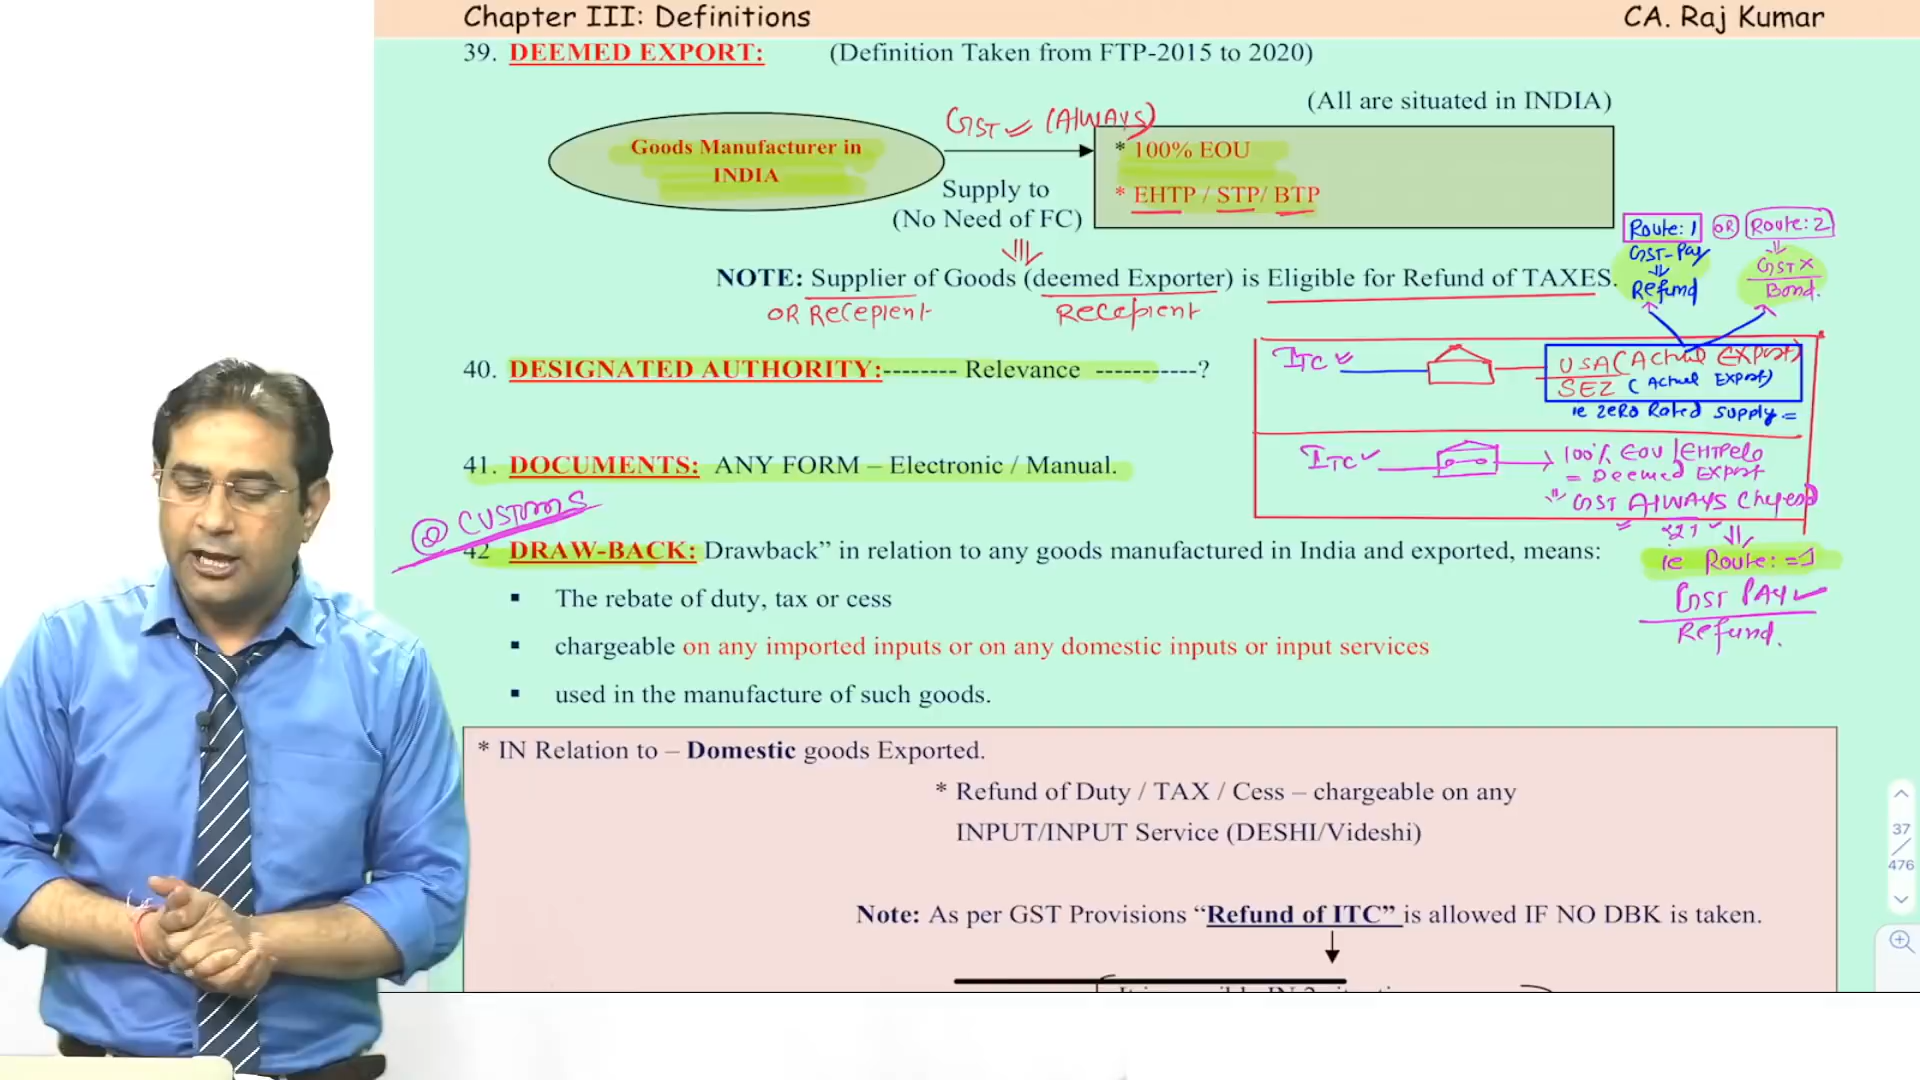 Chapter III: Definitions
CA. Raj Kumar
39. DEEMED EXPORT: (Definition Taken from FTP-2015 to 2020)
(All are situated in INDIA)
GST (Always)
Goods Manufacturer in
INDIA
* 100% EOU
* EHTP / STP/ BTP
Supply to
(No Need of FC)
Route: 1 OR Route: 2
GST-Pay
Refund
GST X
Bond.
NOTE: Supplier of Goods (deemed Exporter) is Eligible for Refund of TAXES.
OR Recepient
Recepient
ITC
USA (Actual Export)
SEZ (Actual Export)
ie Zero Rated Supply =
40. DESIGNATED AUTHORITY:-------- Relevance -----------?
ITC
100% EOU / EHTP etc
= Deemed Export
GST Always
ie Route: = 1
GST PAY
Refund.
41. DOCUMENTS: ANY FORM – Electronic / Manual.
@ CUSTOMS
42 DRAW-BACK: Drawback” in relation to any goods manufactured in India and exported, means:
▪ The rebate of duty, tax or cess
▪ chargeable on any imported inputs or on any domestic inputs or input services
▪ used in the manufacture of such goods.
* IN Relation to – Domestic goods Exported.
* Refund of Duty / TAX / Cess – chargeable on any
INPUT/INPUT Service (DESHI/Videshi)
Note: As per GST Provisions “Refund of ITC” is allowed IF NO DBK is taken.
37
/
476